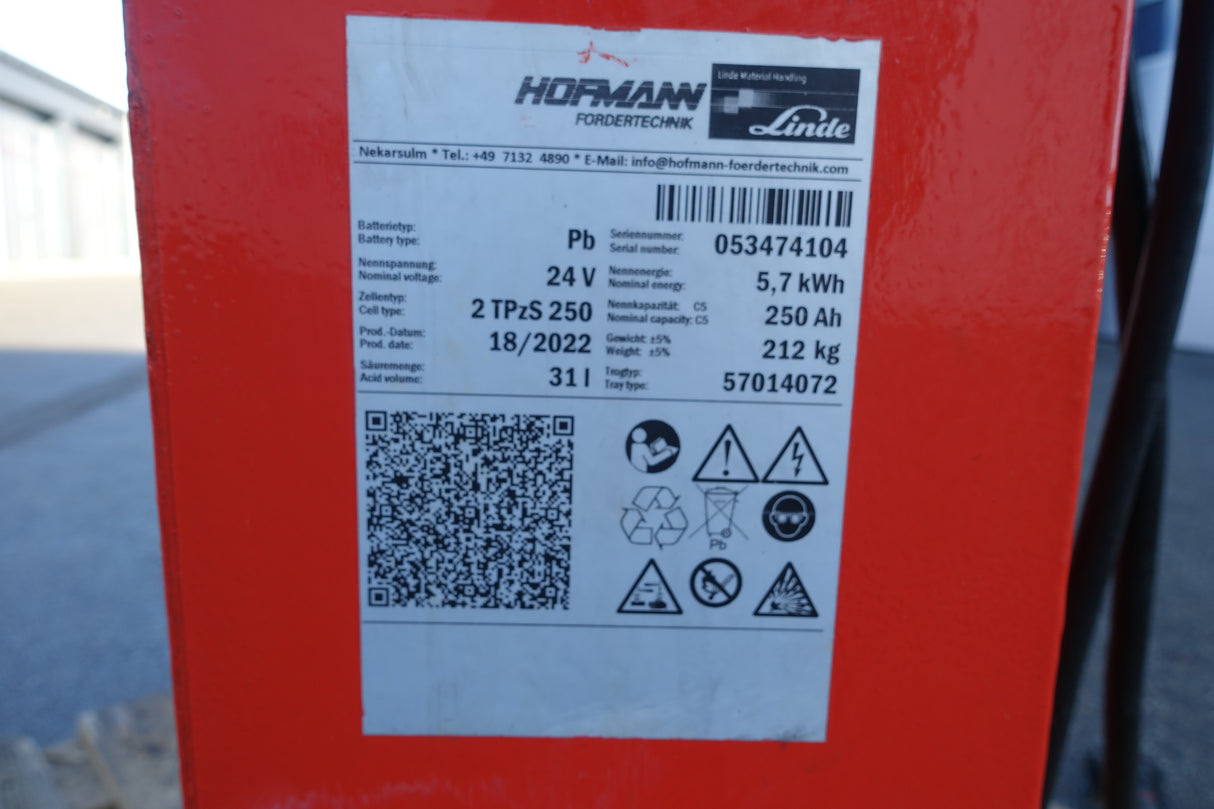 HOFMANN
FORDERTECHNIK
Linde Material Handling
Linde
Nekarsulm * Tel.: +49 7132 4890 * E-Mail: info@hofmann-foerdertechnik.com
Batterietyp:
Battery type: Pb
Seriennummer:
Serial number: 053474104
Nennspannung:
Nominal voltage: 24 V
Nennenergie:
Nominal energy: 5,7 kWh
Zellentyp:
Cell type: 2 TPzS 250
Nennkapazität: C5
Nominal capacity: C5 250 Ah
Prod.-Datum:
Prod. date: 18/2022
Gewicht: ±5%
Weight: ±5% 212 kg
Säuremenge:
Acid volume: 31 l
Trogtyp:
Tray type: 57014072
Pb